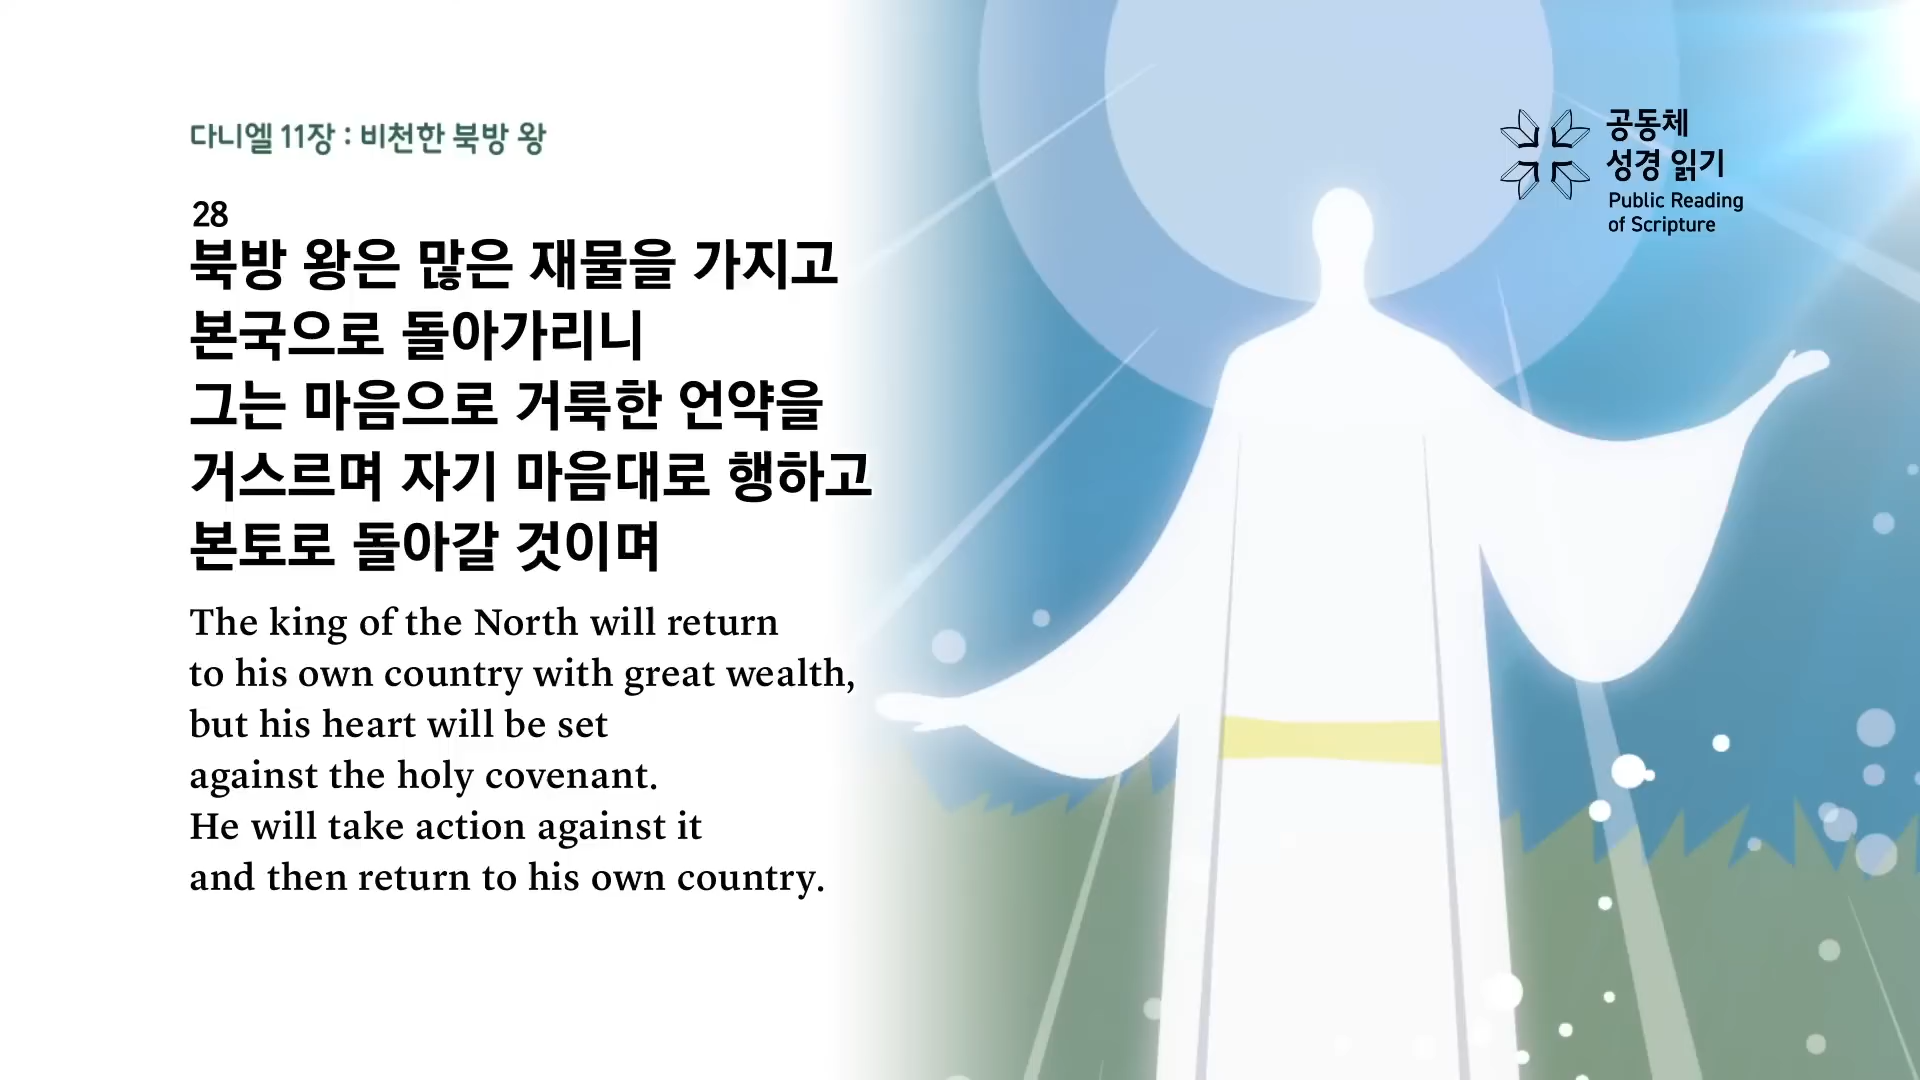 다니엘 11장 : 비천한 북방 왕
28
북방 왕은 많은 재물을 가지고
본국으로 돌아가리니
그는 마음으로 거룩한 언약을
거스르며 자기 마음대로 행하고
본토로 돌아갈 것이며
The king of the North will return
to his own country with great wealth,
but his heart will be set
against the holy covenant.
He will take action against it
and then return to his own country.
공동체
성경 읽기
Public Reading
of Scripture